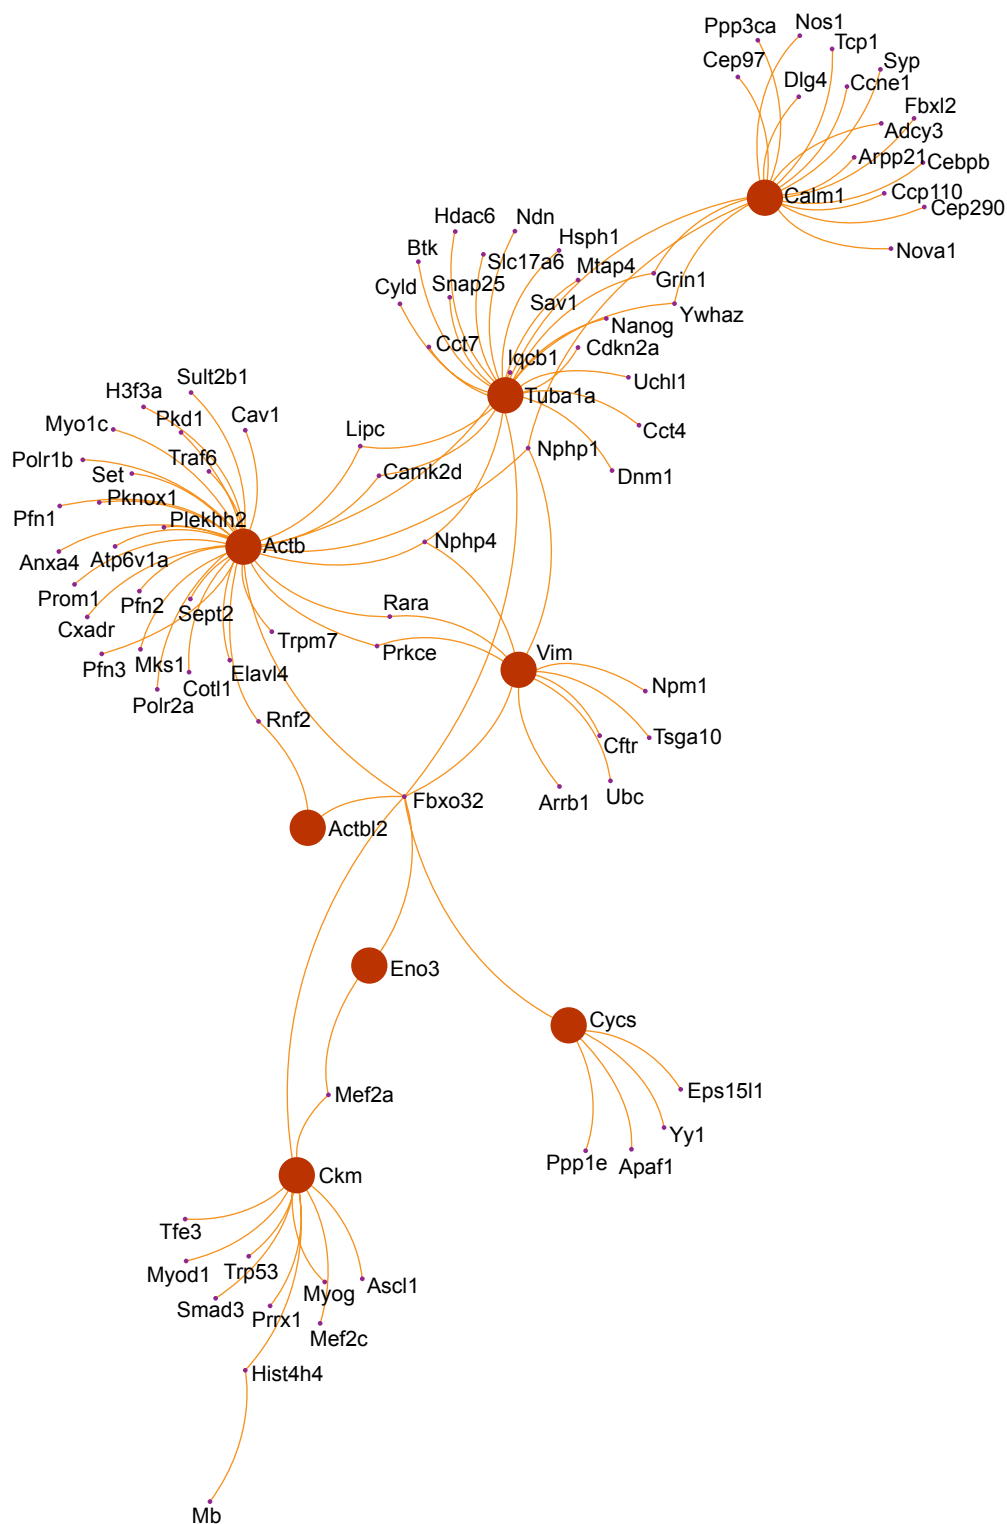 Nos1
Ppp3ca
Tcp1
Cep97
Syp
Dlg4
Ccne1
Fbxl2
Adcy3
Arpp21
Cebpb
Calm1
Ccp110
Cep290
Nova1
Hdac6
Ndn
Btk
Hsph1
Slc17a6
Mtap4
Cyld
Snap25
Grin1
Sav1
Ywhaz
Nanog
Cct7
Cdkn2a
Iqcb1
Uchl1
Tuba1a
Sult2b1
H3f3a
Pkd1
Cav1
Myo1c
Lipc
Cct4
Nphp1
Polr1b
Traf6
Set
Camk2d
Dnm1
Pknox1
Pfn1
Plekhh2
Actb
Nphp4
Anxa4
Atp6v1a
Prom1
Pfn2
Sept2
Rara
Cxadr
Trpm7
Prkce
Vim
Pfn3
Mks1
Elavl4
Cotl1
Npm1
Polr2a
Rnf2
Tsga10
Cftr
Arrb1
Ubc
Fbxo32
Actbl2
Eno3
Cycs
Mef2a
Eps15l1
Yy1
Ppp1e
Apaf1
Ckm
Tfe3
Myod1
Trp53
Ascl1
Myog
Smad3
Prrx1
Mef2c
Hist4h4
Mb